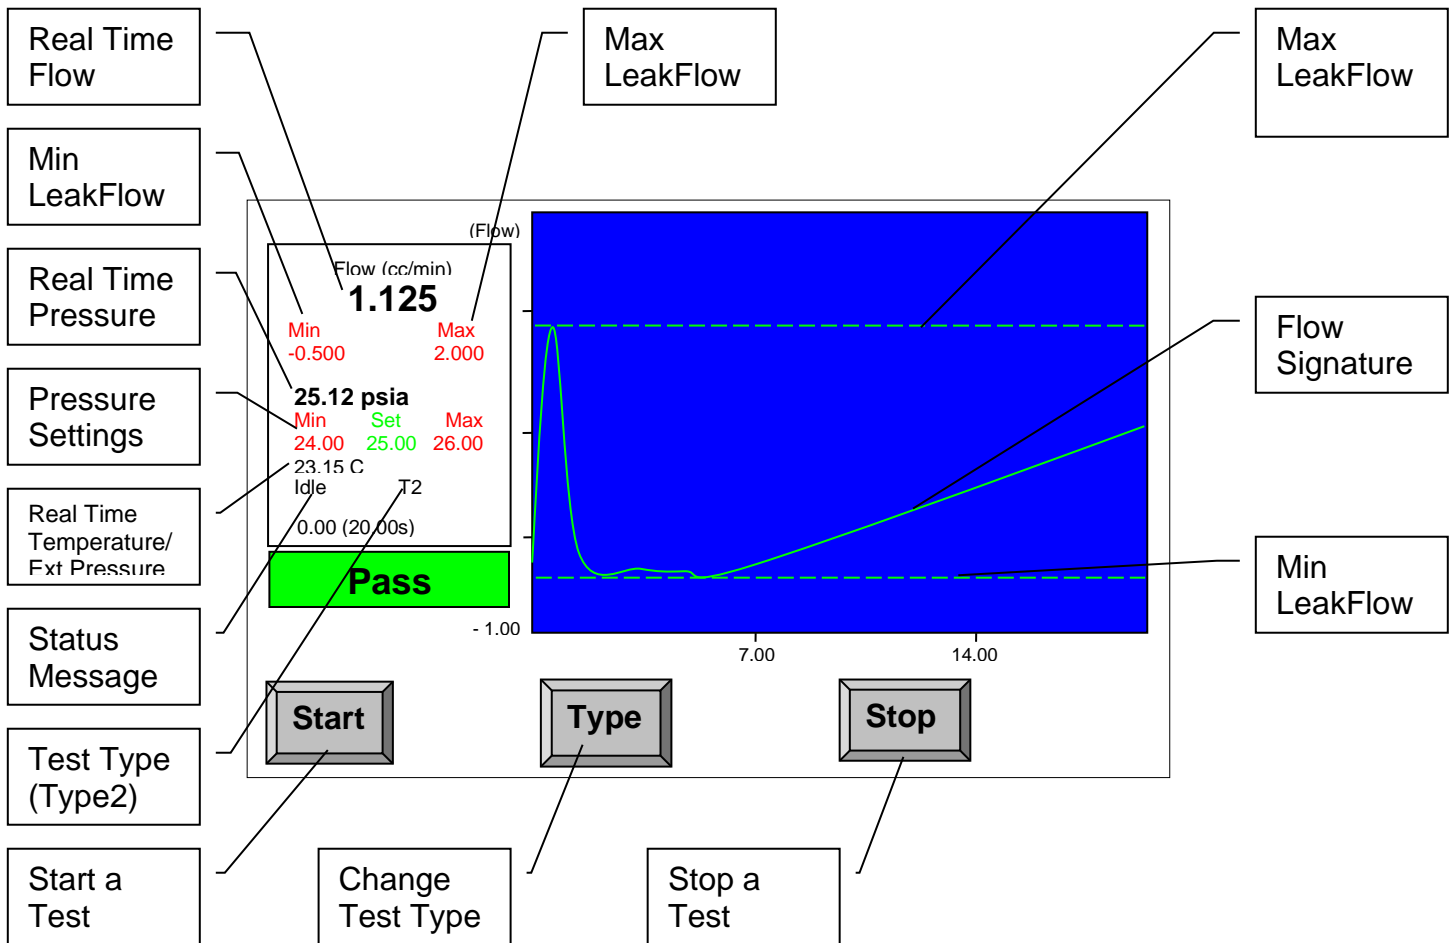 Real Time
Flow
Max
LeakFlow
Max
LeakFlow
Min
LeakFlow
Real Time
Pressure
Pressure
Settings
Real Time
Temperature/
Ext Pressure
Status
Message
Test Type
(Type2)
(Flow)
Flow (cc/min)
1.125
Min Max
-0.500 2.000
25.12 psia
Min Set Max
24.00 25.00 26.00
23.15 C
Idle T2
0.00 (20.00s)
Pass
- 1.00
7.00 14.00
Flow
Signature
Min
LeakFlow
Start Type Stop
Start a
Test
Change
Test Type
Stop a
Test